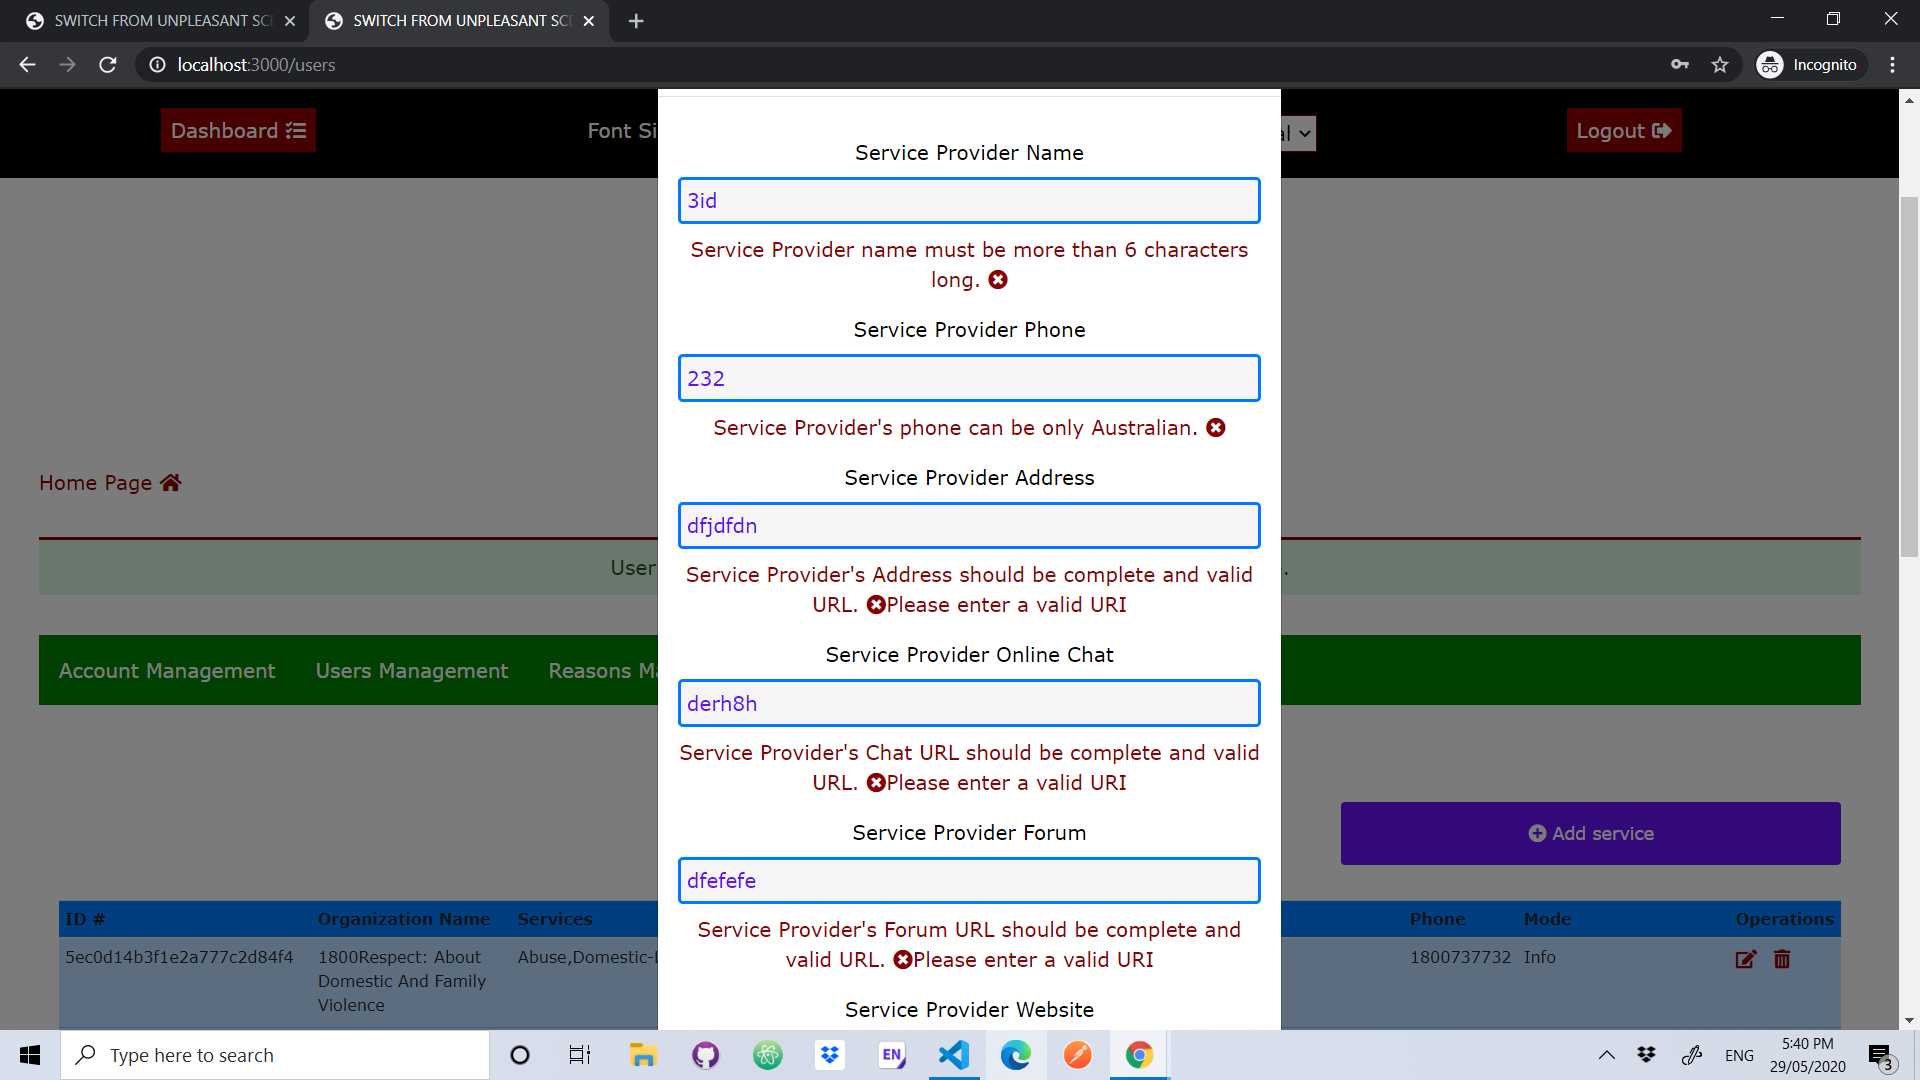 SWITCH FROM UNPLEASANT SC
SWITCH FROM UNPLEASANT SC
localhost:3000/users
Incognito
Dashboard
Font Si
Logout
Service Provider Name
3id
Service Provider name must be more than 6 characters
long.
Service Provider Phone
232
Service Provider's phone can be only Australian.
Service Provider Address
dfjdfdn
Home Page
User
Service Provider's Address should be complete and valid
URL. Please enter a valid URI
Service Provider Online Chat
Account Management Users Management Reasons Ma
derh8h
Service Provider's Chat URL should be complete and valid
URL. Please enter a valid URI
Service Provider Forum
Add service
dfefefe
Service Provider's Forum URL should be complete and
valid URL. Please enter a valid URI
Service Provider Website
ID # Organization Name Services Phone Mode Operations
5ec0d14b3f1e2a777c2d84f4 1800Respect: About Abuse,Domestic- 1800737732 Info
Domestic And Family
Violence
Type here to search
EN
ENG
5:40 PM
29/05/2020
3